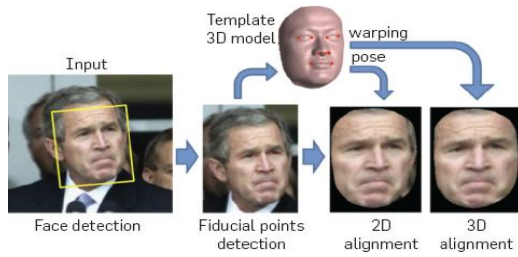 Template
3D model
warping
pose
Input
Face detection
Fiducial points
detection
2D
alignment
3D
alignment